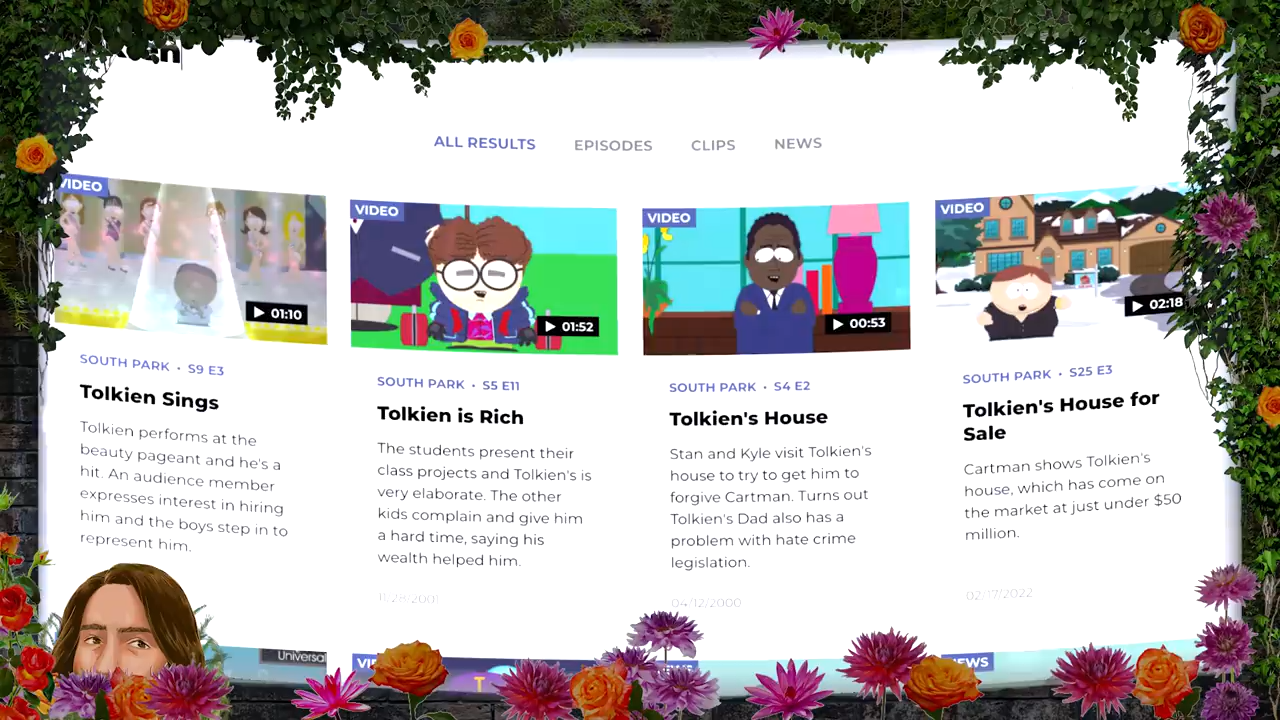 ALL RESULTS EPISODES CLIPS NEWS
VIDEO
01:10
SOUTH PARK • S9 E3
Tolkien Sings
Tolkien performs at the
beauty pageant and he's a
hit. An audience member
expresses interest in hiring
him and the boys step in to
represent him.
VIDEO
01:52
SOUTH PARK • S5 E11
Tolkien is Rich
The students present their
class projects and Tolkien's is
very elaborate. The other
kids complain and give him
a hard time, saying his
wealth helped him.
11/28/2001
VIDEO
00:53
SOUTH PARK • S4 E2
Tolkien's House
Stan and Kyle visit Tolkien's
house to try to get him to
forgive Cartman. Turns out
Tolkien's Dad also has a
problem with hate crime
legislation.
04/12/2000
VIDEO
02:18
SOUTH PARK • S25 E3
Tolkien's House for
Sale
Cartman shows Tolkien's
house, which has come on
the market at just under $50
million.
02/17/2022
Universal
NEWS